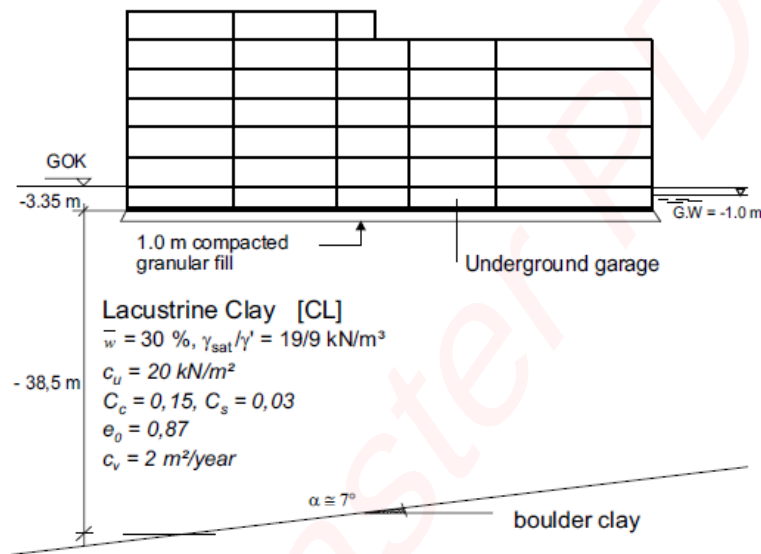 GOK
-3.35 m
G.W = -1.0 m
1.0 m compacted
granular fill
Underground garage
Lacustrine Clay [CL]
w̅ = 30 %, γsat/γ' = 19/9 kN/m³
cu = 20 kN/m²
Cc = 0,15, Cs = 0,03
e0 = 0,87
cv = 2 m²/year
- 38,5 m
α ≅ 7°
boulder clay
ster PD